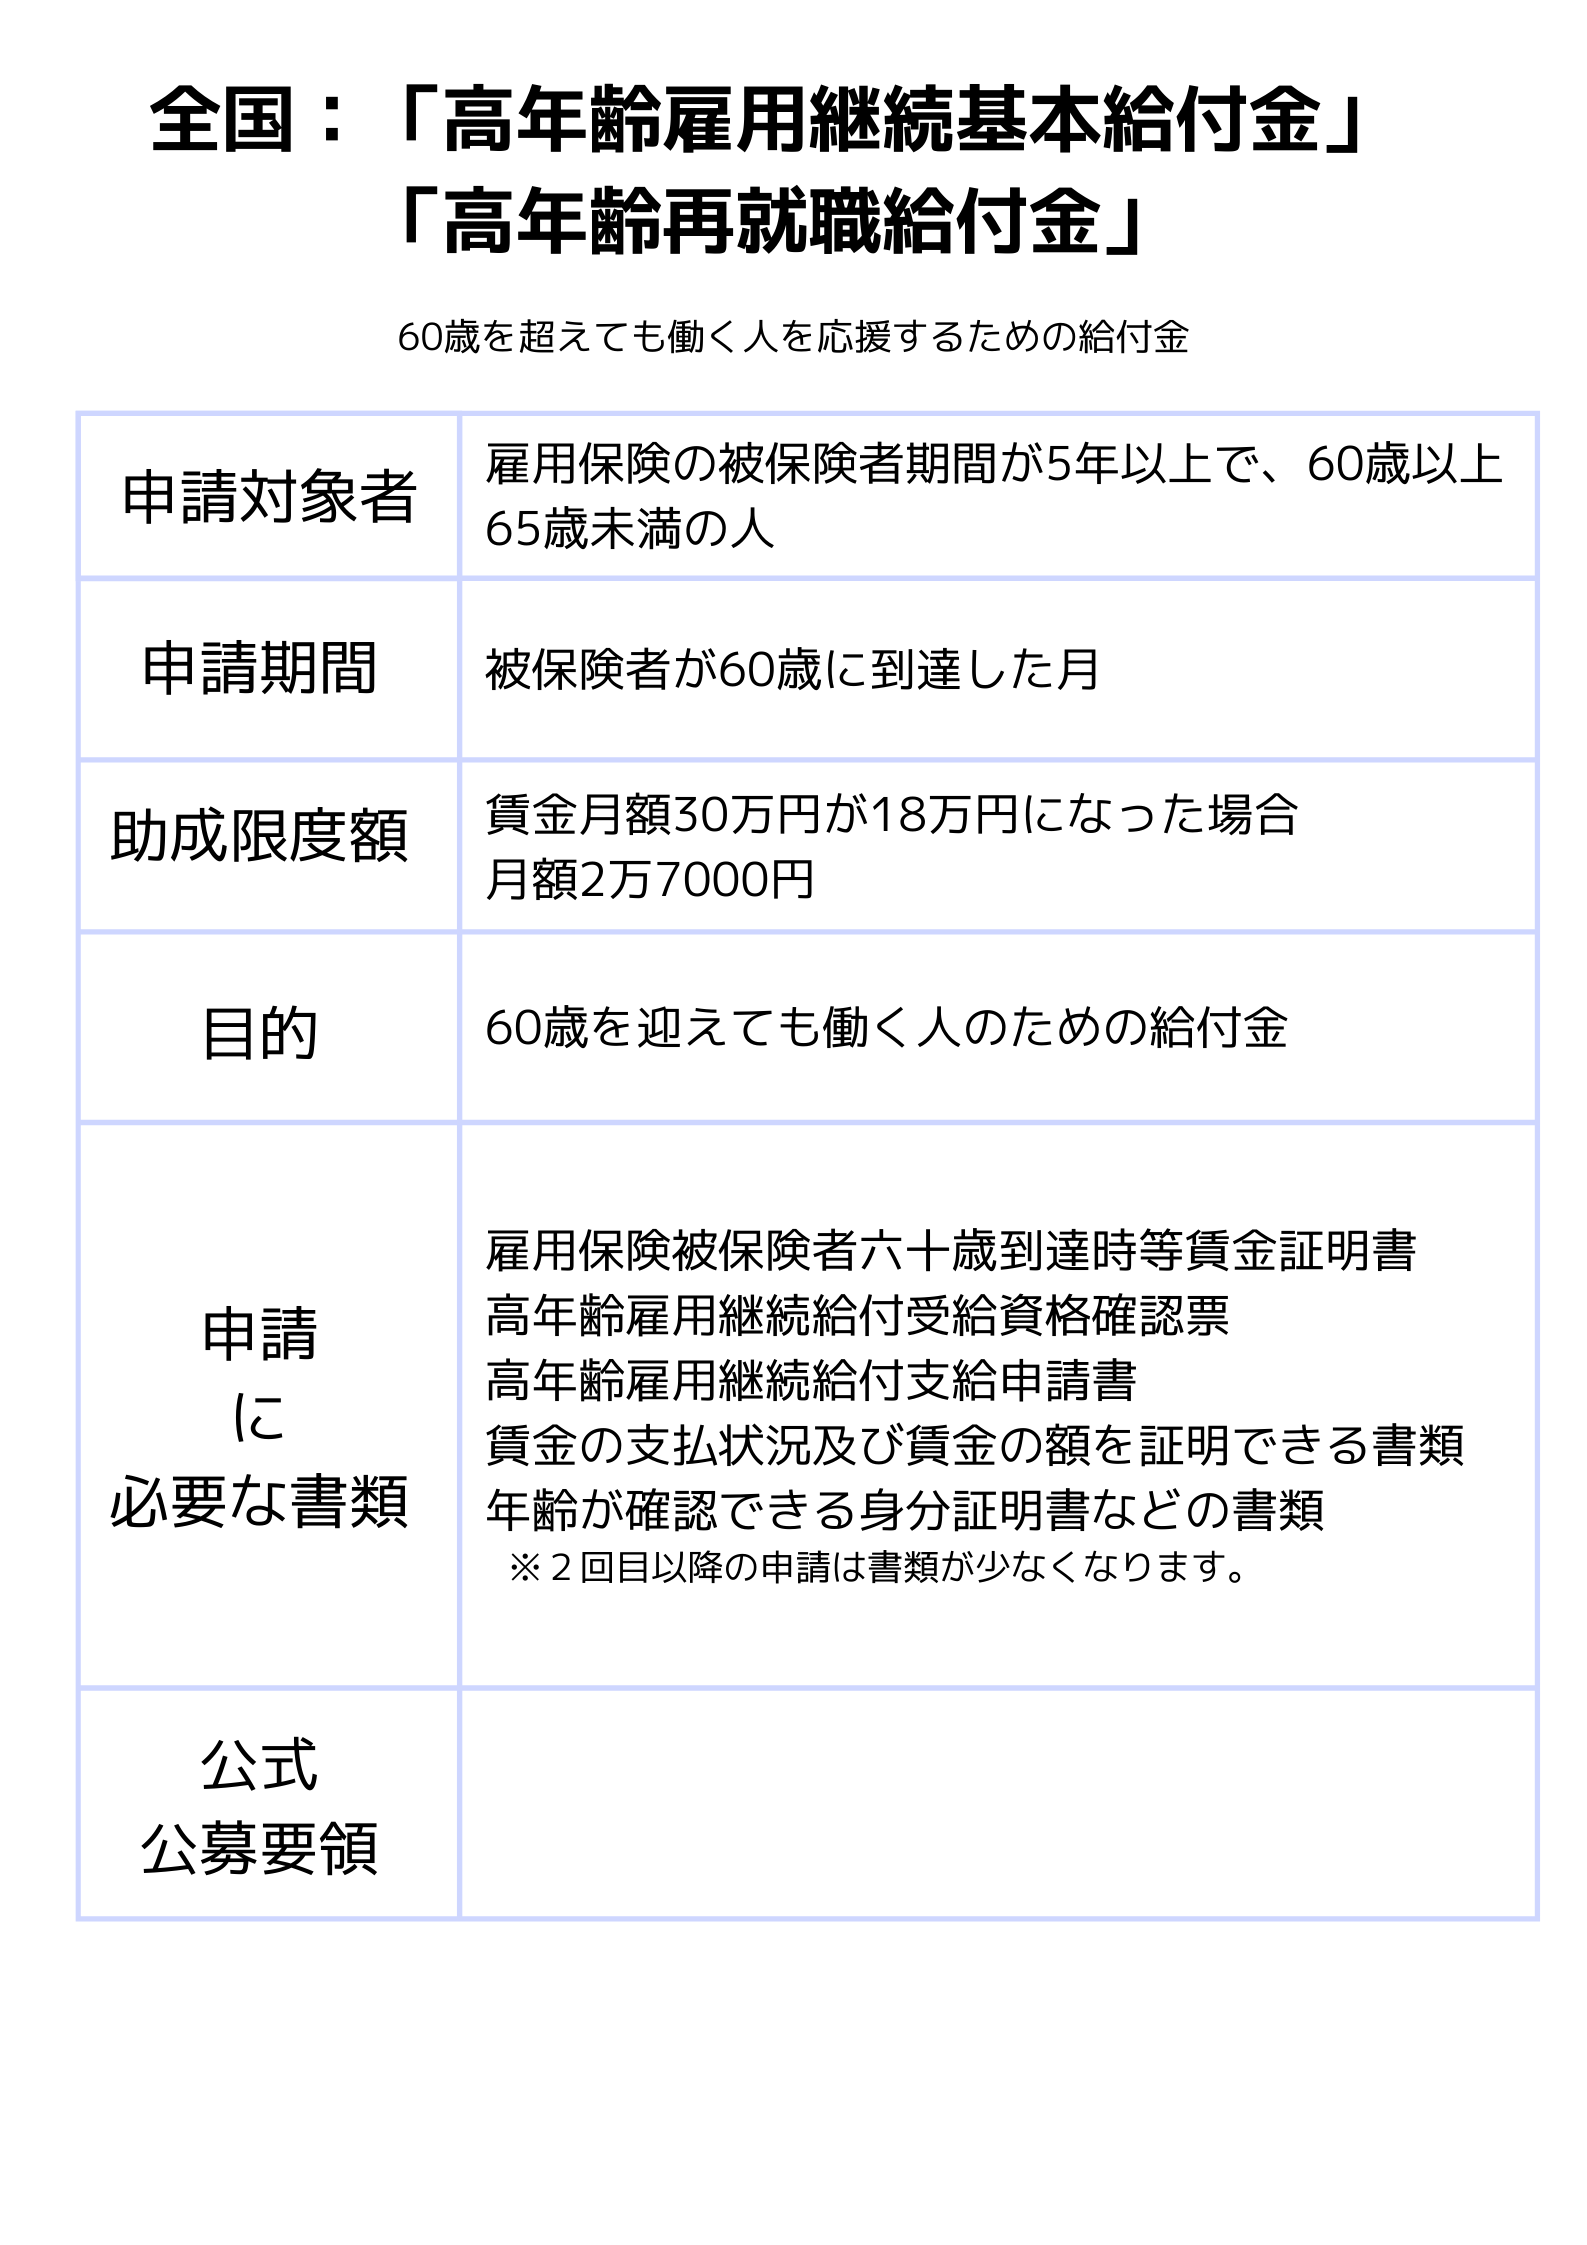 全国：「高年齢雇用継続基本給付金」
「高年齢再就職給付金」
60歳を超えても働く人を応援するための給付金
申請対象者
雇用保険の被保険者期間が5年以上で、60歳以上
65歳未満の人
申請期間
被保険者が60歳に到達した月
助成限度額
賃金月額30万円が18万円になった場合
月額2万7000円
目的
60歳を迎えても働く人のための給付金
申請
に
必要な書類
雇用保険被保険者六十歳到達時等賃金証明書
高年齢雇用継続給付受給資格確認票
高年齢雇用継続給付支給申請書
賃金の支払状況及び賃金の額を証明できる書類
年齢が確認できる身分証明書などの書類
※２回目以降の申請は書類が少なくなります。
公式
公募要領